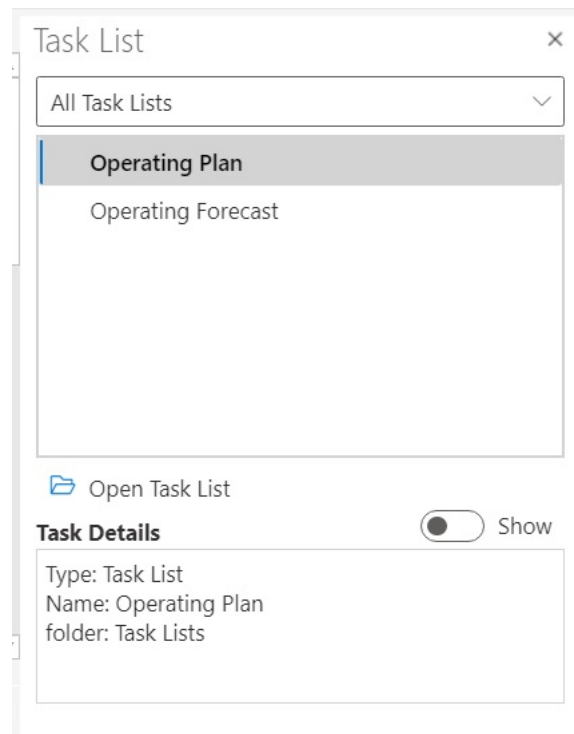 Task List
All Task Lists
Operating Plan
Operating Forecast
Open Task List
Task Details
Show
Type: Task List
Name: Operating Plan
folder: Task Lists